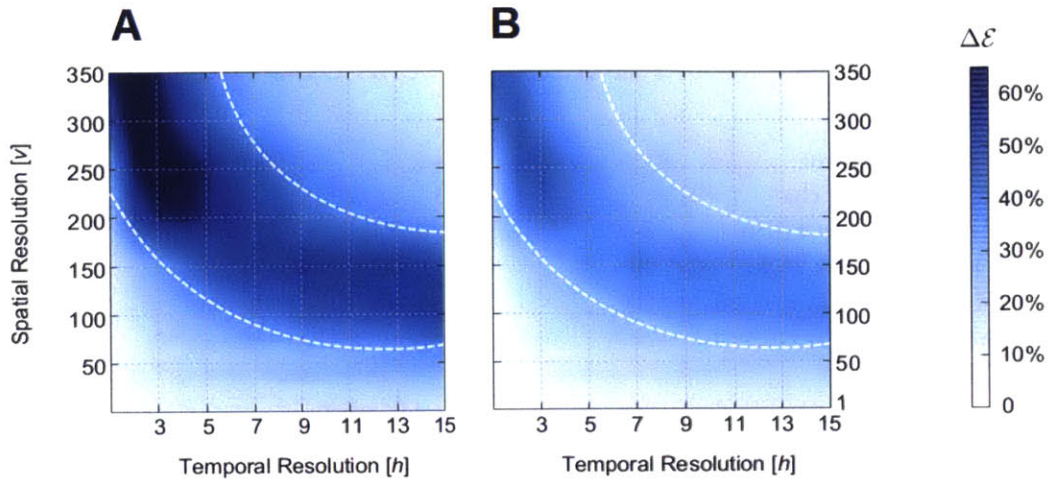 A
B
Δℰ
350
300
250
200
150
100
50
Spatial Resolution [v]
3 5 7 9 11 13 15
Temporal Resolution [h]
350
300
250
200
150
100
50
1
3 5 7 9 11 13 15
Temporal Resolution [h]
60%
50%
40%
30%
20%
10%
0